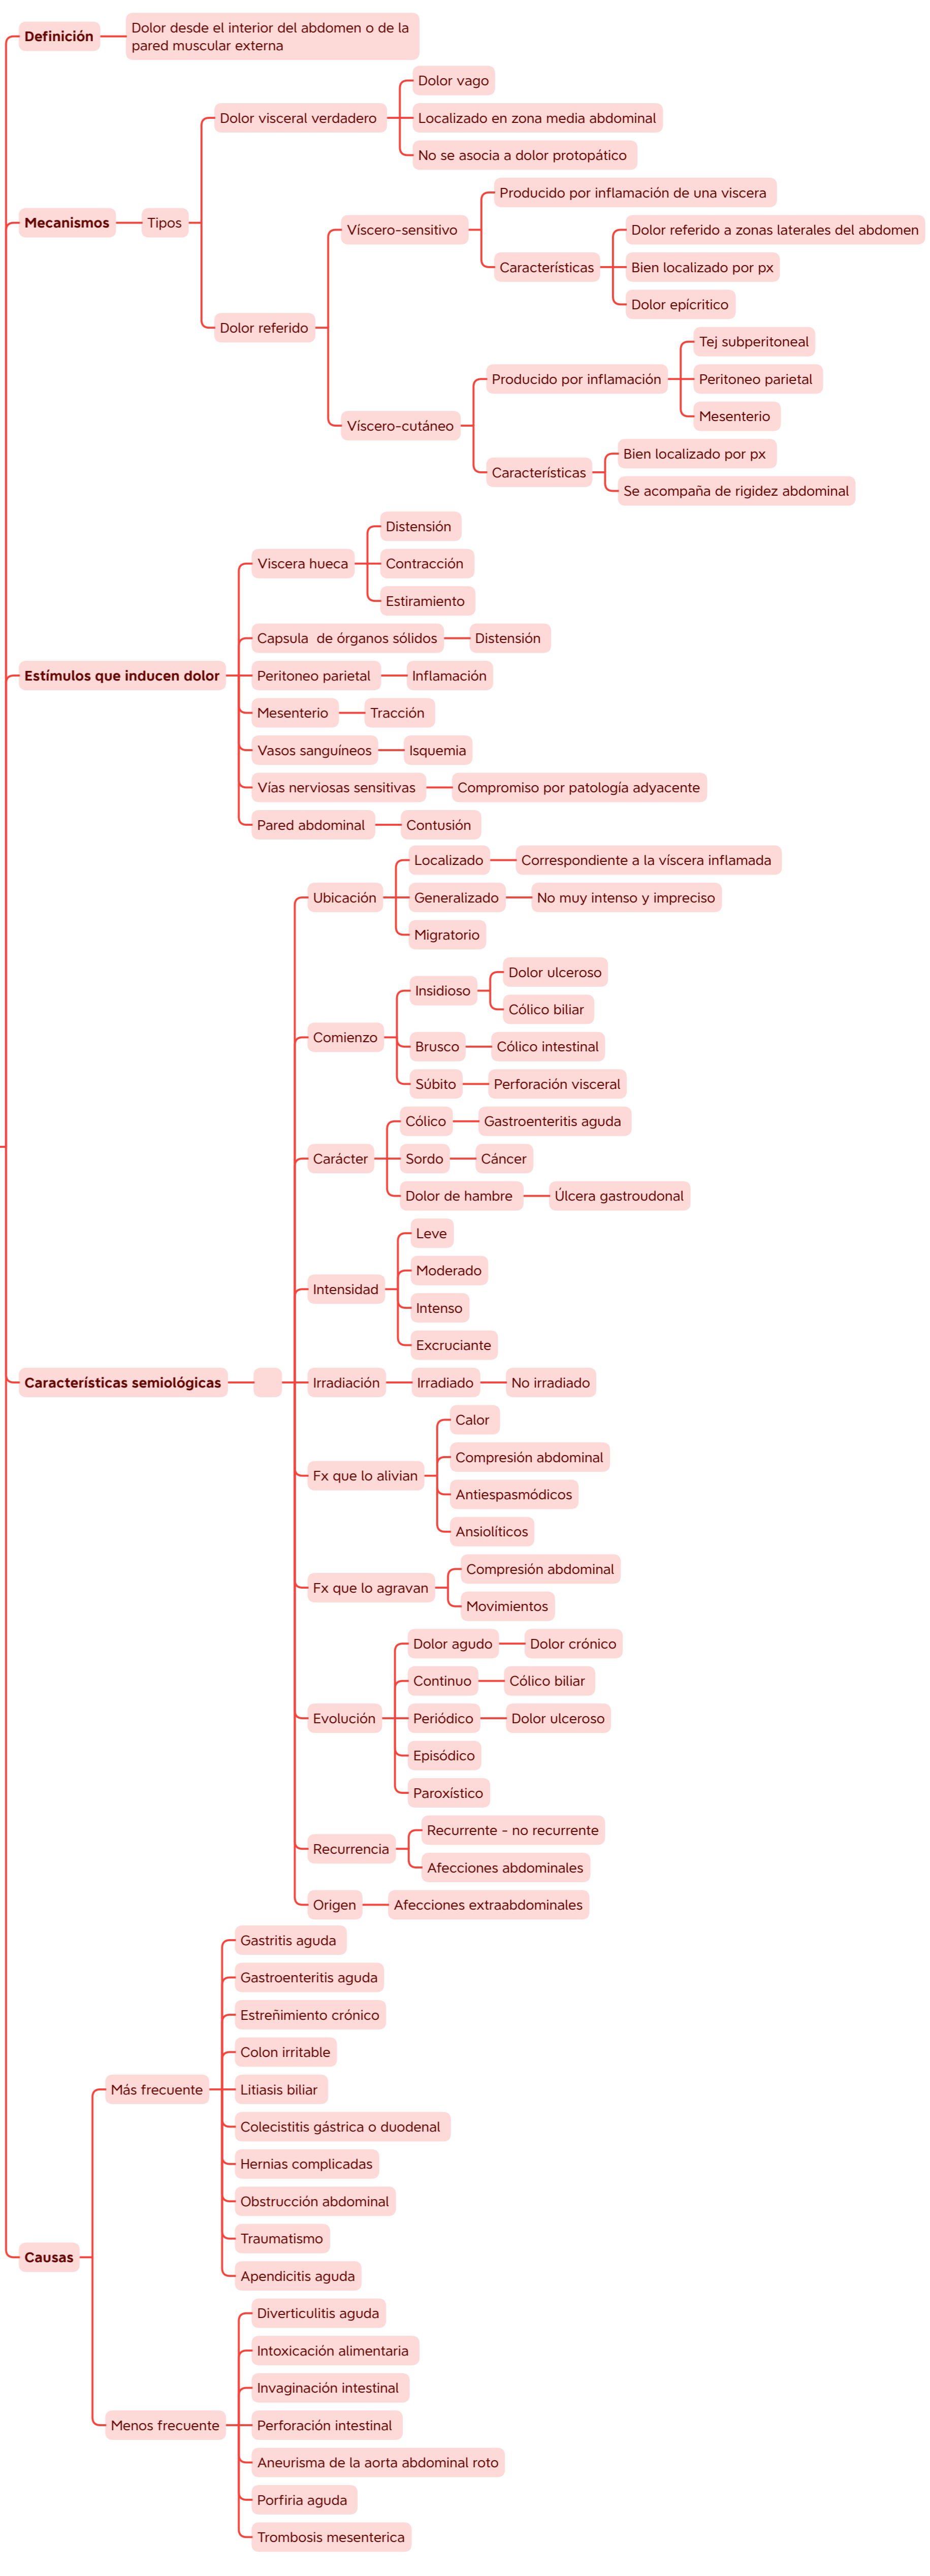 Definición
Dolor desde el interior del abdomen o de la
pared muscular externa
Mecanismos
Tipos
Dolor visceral verdadero
Dolor vago
Localizado en zona media abdominal
No se asocia a dolor protopático
Dolor referido
Víscero-sensitivo
Producido por inflamación de una viscera
Características
Dolor referido a zonas laterales del abdomen
Bien localizado por px
Dolor epícritico
Víscero-cutáneo
Producido por inflamación
Tej subperitoneal
Peritoneo parietal
Mesenterio
Características
Bien localizado por px
Se acompaña de rigidez abdominal
Estímulos que inducen dolor
Viscera hueca
Distensión
Contracción
Estiramiento
Capsula de órganos sólidos
Distensión
Peritoneo parietal
Inflamación
Mesenterio
Tracción
Vasos sanguíneos
Isquemia
Vías nerviosas sensitivas
Compromiso por patología adyacente
Pared abdominal
Contusión
Características semiológicas
Ubicación
Localizado
Correspondiente a la víscera inflamada
Generalizado
No muy intenso y impreciso
Migratorio
Comienzo
Insidioso
Dolor ulceroso
Cólico biliar
Brusco
Cólico intestinal
Súbito
Perforación visceral
Carácter
Cólico
Gastroenteritis aguda
Sordo
Cáncer
Dolor de hambre
Úlcera gastroudonal
Intensidad
Leve
Moderado
Intenso
Excruciante
Irradiación
Irradiado
No irradiado
Fx que lo alivian
Calor
Compresión abdominal
Antiespasmódicos
Ansiolíticos
Fx que lo agravan
Compresión abdominal
Movimientos
Evolución
Dolor agudo
Dolor crónico
Continuo
Cólico biliar
Periódico
Dolor ulceroso
Episódico
Paroxístico
Recurrencia
Recurrente - no recurrente
Afecciones abdominales
Origen
Afecciones extraabdominales
Causas
Más frecuente
Gastritis aguda
Gastroenteritis aguda
Estreñimiento crónico
Colon irritable
Litiasis biliar
Colecistitis gástrica o duodenal
Hernias complicadas
Obstrucción abdominal
Traumatismo
Apendicitis aguda
Menos frecuente
Diverticulitis aguda
Intoxicación alimentaria
Invaginación intestinal
Perforación intestinal
Aneurisma de la aorta abdominal roto
Porfiria aguda
Trombosis mesenterica